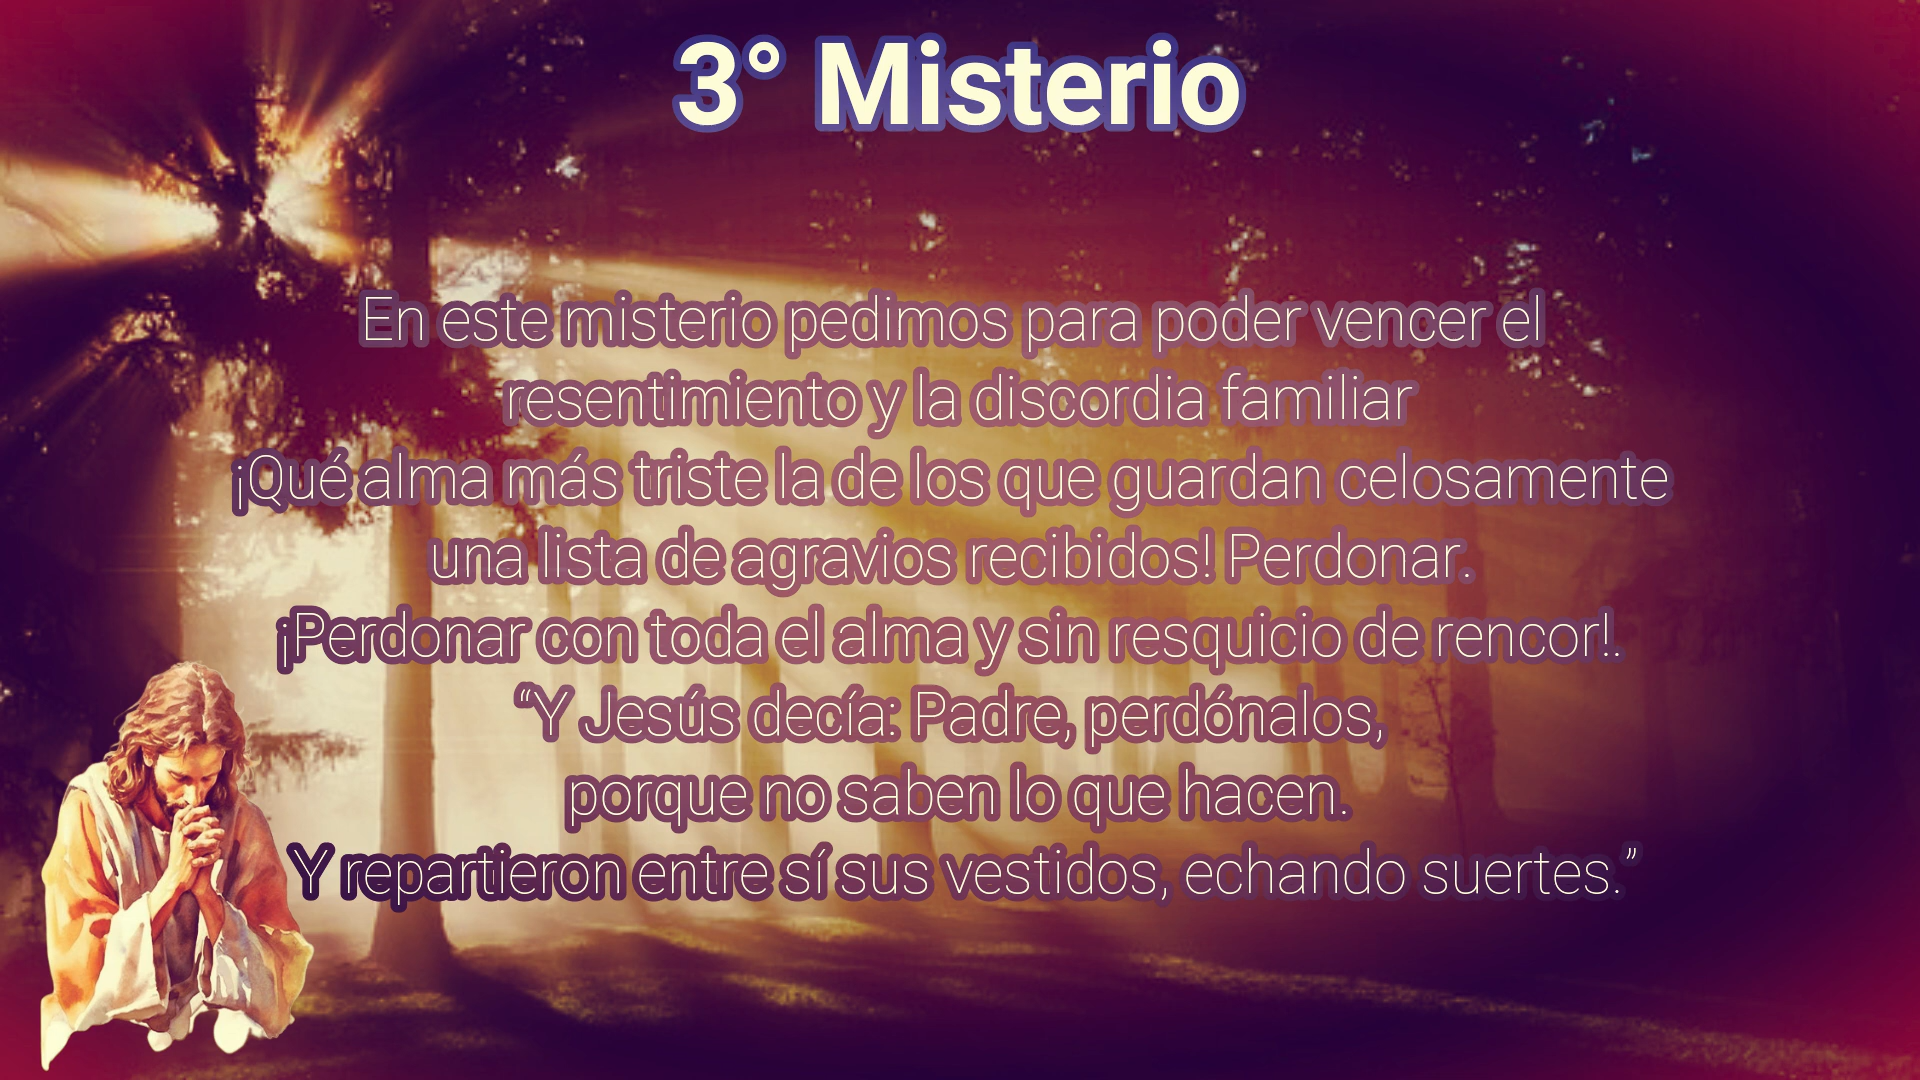 3° Misterio
En este misterio pedimos para poder vencer el
resentimiento y la discordia familiar
¡Qué alma más triste la de los que guardan celosamente
una lista de agravios recibidos! Perdonar.
¡Perdonar con toda el alma y sin resquicio de rencor!.
“Y Jesús decía: Padre, perdónalos,
porque no saben lo que hacen.
Y repartieron entre sí sus vestidos, echando suertes.”